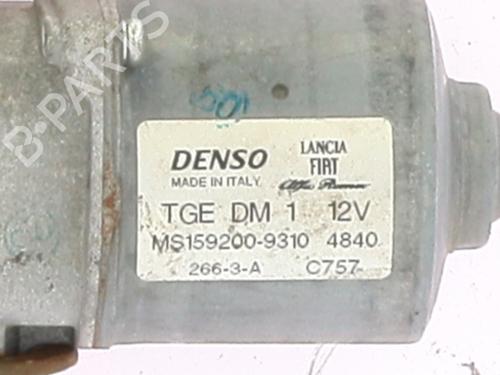 B-PARTS
DENSO
MADE IN ITALY
LANCIA
FIAT
Alfa Romeo
TGE DM 1 12V
MS159200-9310 4840
266-3-A C757-